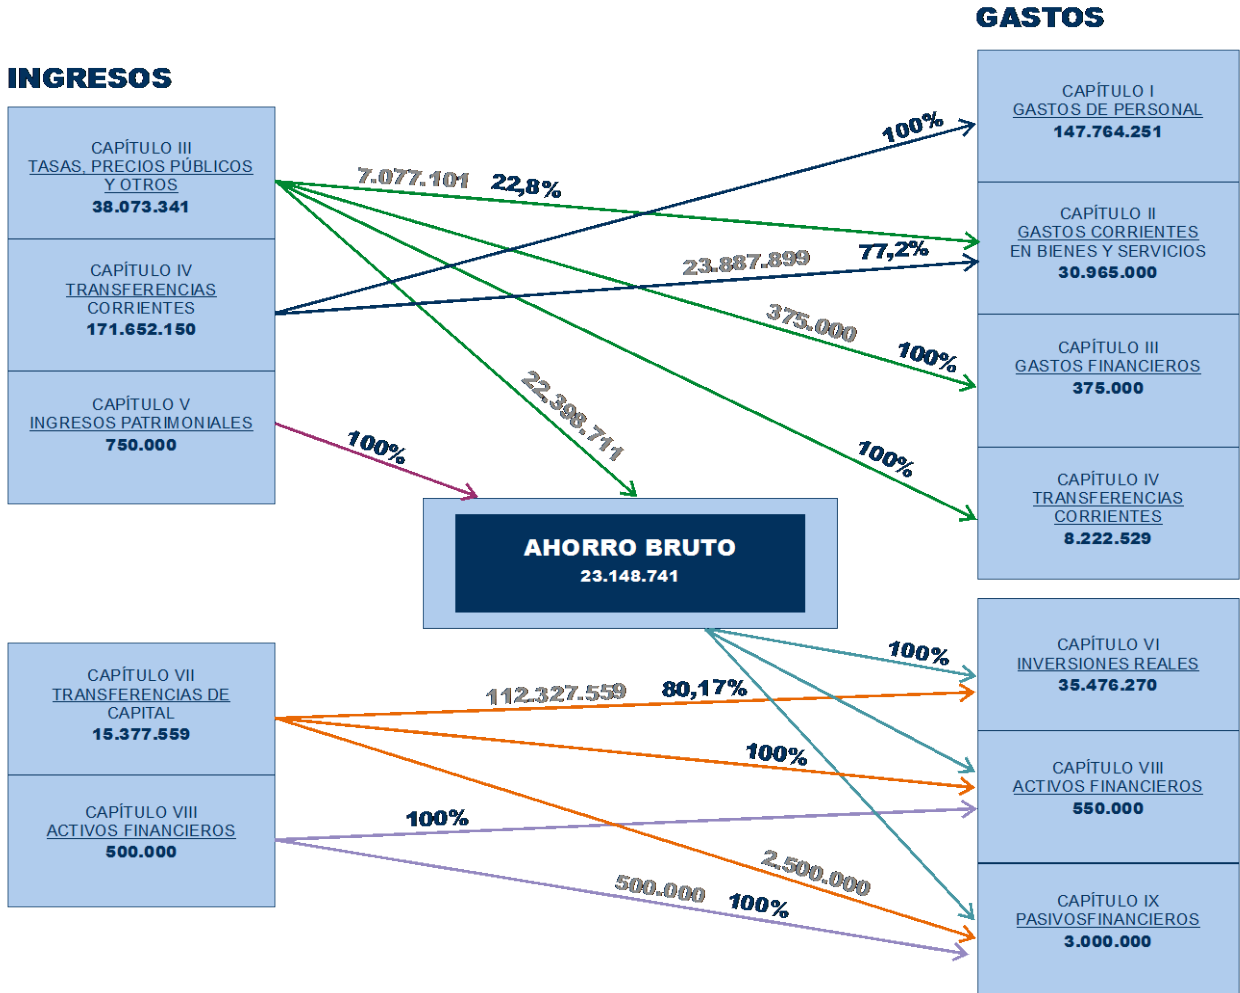 GASTOS
INGRESOS
CAPÍTULO III
TASAS, PRECIOS PÚBLICOS
Y OTROS
38.073.341
CAPÍTULO IV
TRANSFERENCIAS
CORRIENTES
171.652.150
CAPÍTULO V
INGRESOS PATRIMONIALES
750.000
CAPÍTULO VII
TRANSFERENCIAS DE
CAPITAL
15.377.559
CAPÍTULO VIII
ACTIVOS FINANCIEROS
500.000
100%
7.077.101 22,8%
23.887.899 77,2%
375.000 100%
22.398.711
100%
100%
AHORRO BRUTO
23.148.741
100%
112.327.559 80,17%
100%
100%
2.500.000
500.000 100%
CAPÍTULO I
GASTOS DE PERSONAL
147.764.251
CAPÍTULO II
GASTOS CORRIENTES
EN BIENES Y SERVICIOS
30.965.000
CAPÍTULO III
GASTOS FINANCIEROS
375.000
CAPÍTULO IV
TRANSFERENCIAS
CORRIENTES
8.222.529
CAPÍTULO VI
INVERSIONES REALES
35.476.270
CAPÍTULO VIII
ACTIVOS FINANCIEROS
550.000
CAPÍTULO IX
PASIVOSFINANCIEROS
3.000.000